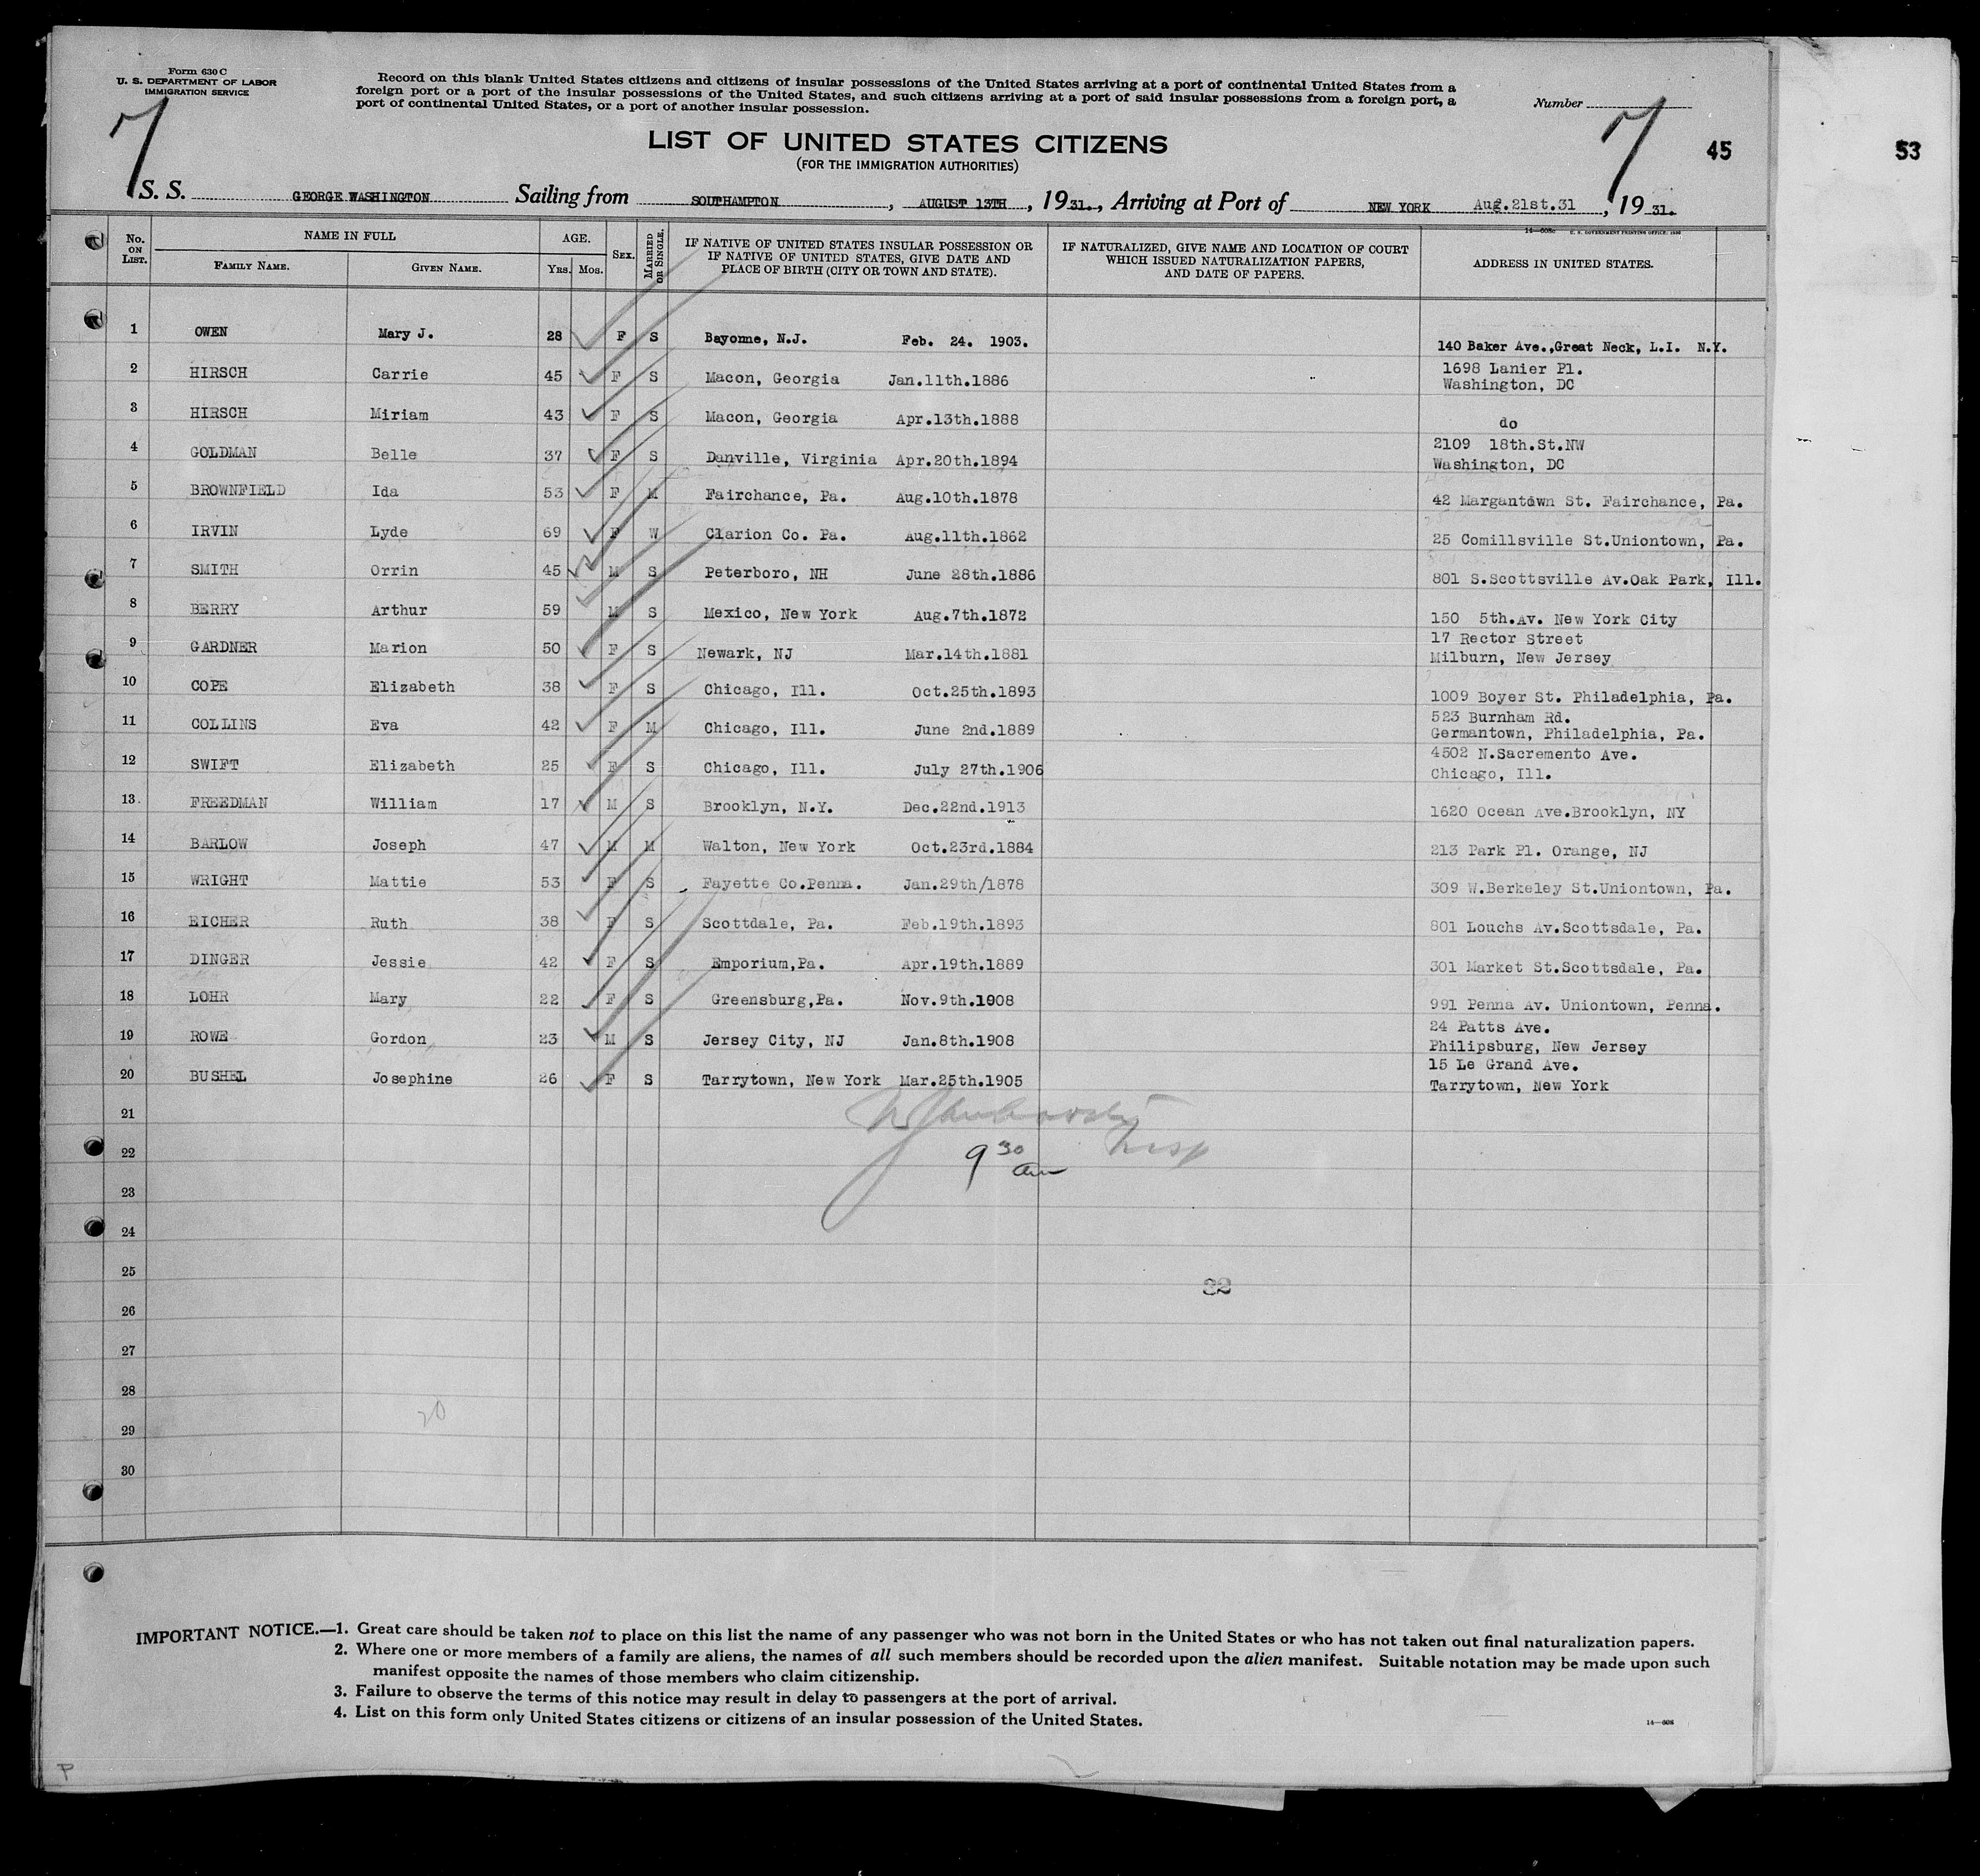 Form 630 C
U. S. DEPARTMENT OF LABOR
IMMIGRATION SERVICE
Record on this blank United States citizens and citizens of insular possessions of the United States arriving at a port of continental United States from a
foreign port or a port of the insular possessions of the United States, and such citizens arriving at a port of said insular possessions from a foreign port, a
port of continental United States, or a port of another insular possession.
Number
7
7
45
53
LIST OF UNITED STATES CITIZENS
(FOR THE IMMIGRATION AUTHORITIES)
S. S. GEORGE WASHINGTON Sailing from SOUTHAMPTON, AUGUST 13TH, 1931., Arriving at Port of NEW YORK Aug.21st.31, 1931.
14—608c U. S. GOVERNMENT PRINTING OFFICE: 1930
No. ON LIST. NAME IN FULL FAMILY NAME. GIVEN NAME. AGE. Yrs. Mos. SEX. MARRIED OR SINGLE. IF NATIVE OF UNITED STATES INSULAR POSSESSION OR IF NATIVE OF UNITED STATES, GIVE DATE AND PLACE OF BIRTH (CITY OR TOWN AND STATE). IF NATURALIZED, GIVE NAME AND LOCATION OF COURT WHICH ISSUED NATURALIZATION PAPERS, AND DATE OF PAPERS. ADDRESS IN UNITED STATES.
1 OWEN Mary J. 28 F S Bayonne, N.J. Feb. 24. 1903. 140 Baker Ave.,Great Neck, L.I. N.Y.
2 HIRSCH Carrie 45 F S Macon, Georgia Jan.11th.1886 1698 Lanier Pl.
Washington, DC
3 HIRSCH Miriam 43 F S Macon, Georgia Apr.13th.1888 do
4 GOLDMAN Belle 37 F S Danville, Virginia Apr.20th.1894 2109 18th.St.NW
Washington, DC
5 BROWNFIELD Ida 53 F M Fairchance, Pa. Aug.10th.1878 42 Margantown St. Fairchance, Pa.
6 IRVIN Lyde 69 F W Clarion Co. Pa. Aug.11th.1862 25 Comillsville St.Uniontown, Pa.
7 SMITH Orrin 45 M S Peterboro, NH June 28th.1886 801 S.Scottsville Av.Oak Park, Ill.
8 BERRY Arthur 59 M S Mexico, New York Aug.7th.1872 150 5th.Av. New York City
9 GARDNER Marion 50 F S Newark, NJ Mar.14th.1881 17 Rector Street
Milburn, New Jersey
10 COPE Elizabeth 38 F S Chicago, Ill. Oct.25th.1893 1009 Boyer St. Philadelphia, Pa.
11 COLLINS Eva 42 F M Chicago, Ill. June 2nd.1889 523 Burnham Rd.
Germantown, Philadelphia, Pa.
12 SWIFT Elizabeth 25 F S Chicago, Ill. July 27th.1906 4502 N.Sacremento Ave.
Chicago, Ill.
13. FREEDMAN William 17 M S Brooklyn, N.Y. Dec.22nd.1913 1620 Ocean Ave.Brooklyn, NY
14 BARLOW Joseph 47 M M Walton, New York Oct.23rd.1884 213 Park Pl. Orange, NJ
15 WRIGHT Mattie 53 F S Fayette Co.Penna. Jan.29th/1878 309 W.Berkeley St.Uniontown, Pa.
16 EICHER Ruth 38 F S Scottdale, Pa. Feb.19th.1893 801 Louchs Av.Scottsdale, Pa.
17 DINGER Jessie 42 F S Emporium,Pa. Apr.19th.1889 301 Market St.Scottsdale, Pa.
18 LOHR Mary 22 F S Greensburg,Pa. Nov.9th.1908 991 Penna Av. Uniontown, Penna.
19 ROWE Gordon 23 M S Jersey City, NJ Jan.8th.1908 24 Patts Ave.
Philipsburg, New Jersey
20 BUSHEL Josephine 26 F S Tarrytown, New York Mar.25th.1905 15 Le Grand Ave.
Tarrytown, New York
21
Insp
22
9 30 am
23
24
25
32
26
27
28
20
29
30
IMPORTANT NOTICE.—1. Great care should be taken not to place on this list the name of any passenger who was not born in the United States or who has not taken out final naturalization papers.
2. Where one or more members of a family are aliens, the names of all such members should be recorded upon the alien manifest. Suitable notation may be made upon such
manifest opposite the names of those members who claim citizenship.
3. Failure to observe the terms of this notice may result in delay to passengers at the port of arrival.
4. List on this form only United States citizens or citizens of an insular possession of the United States.
14—608
P